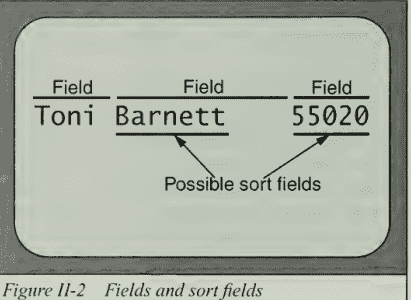 Field Field Field
Toni Barnett 55020
Possible sort fields
Figure II-2 Fields and sort fields